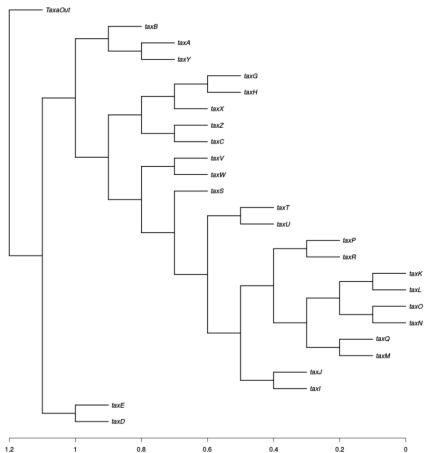 TaxaOut
taxB
taxA
taxY
taxG
taxH
taxX
taxZ
taxC
taxV
taxW
taxS
taxT
taxU
taxP
taxR
taxK
taxL
taxO
taxN
taxQ
taxM
taxJ
taxI
taxE
taxD
1.2 1 0.8 0.6 0.4 0.2 0